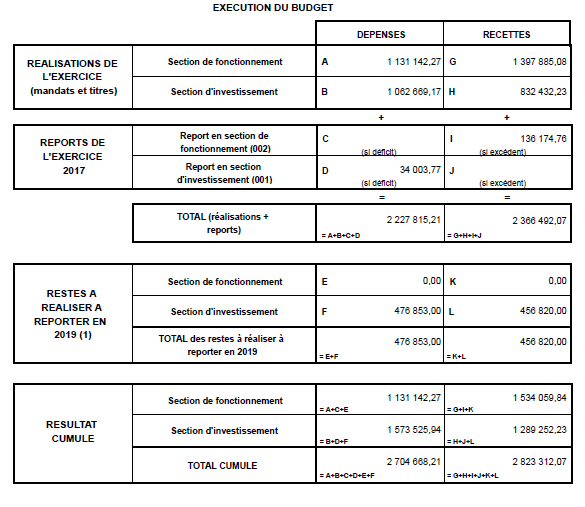 EXECUTION DU BUDGET
DEPENSES RECETTES
REALISATIONS DE
L'EXERCICE
(mandats et titres)
Section de fonctionnement A 1 131 142,27 G 1 397 885,08
Section d'investissement B 1 062 669,17 H 832 432,23
+ +
REPORTS DE
L'EXERCICE
2017
Report en section de
fonctionnement (002)
C (si déficit) I 136 174,76 (si excédent)
Report en section
d'investissement (001)
D 34 003,77 (si déficit) J (si excédent)
= =
TOTAL (réalisations +
reports)
2 227 815,21 2 366 492,07
= A+B+C+D = G+H+I+J
RESTES A
REALISER A
REPORTER EN
2019 (1)
Section de fonctionnement E 0,00 K 0,00
Section d'investissement F 476 853,00 L 456 820,00
TOTAL des restes à réaliser à
reporter en 2019
476 853,00 456 820,00
= E+F = K+L
RESULTAT
CUMULE
Section de fonctionnement 1 131 142,27 1 534 059,84
= A+C+E = G+I+K
Section d'investissement 1 573 525,94 1 289 252,23
= B+D+F = H+J+L
TOTAL CUMULE 2 704 668,21 2 823 312,07
= A+B+C+D+E+F = G+H+I+J+K+L